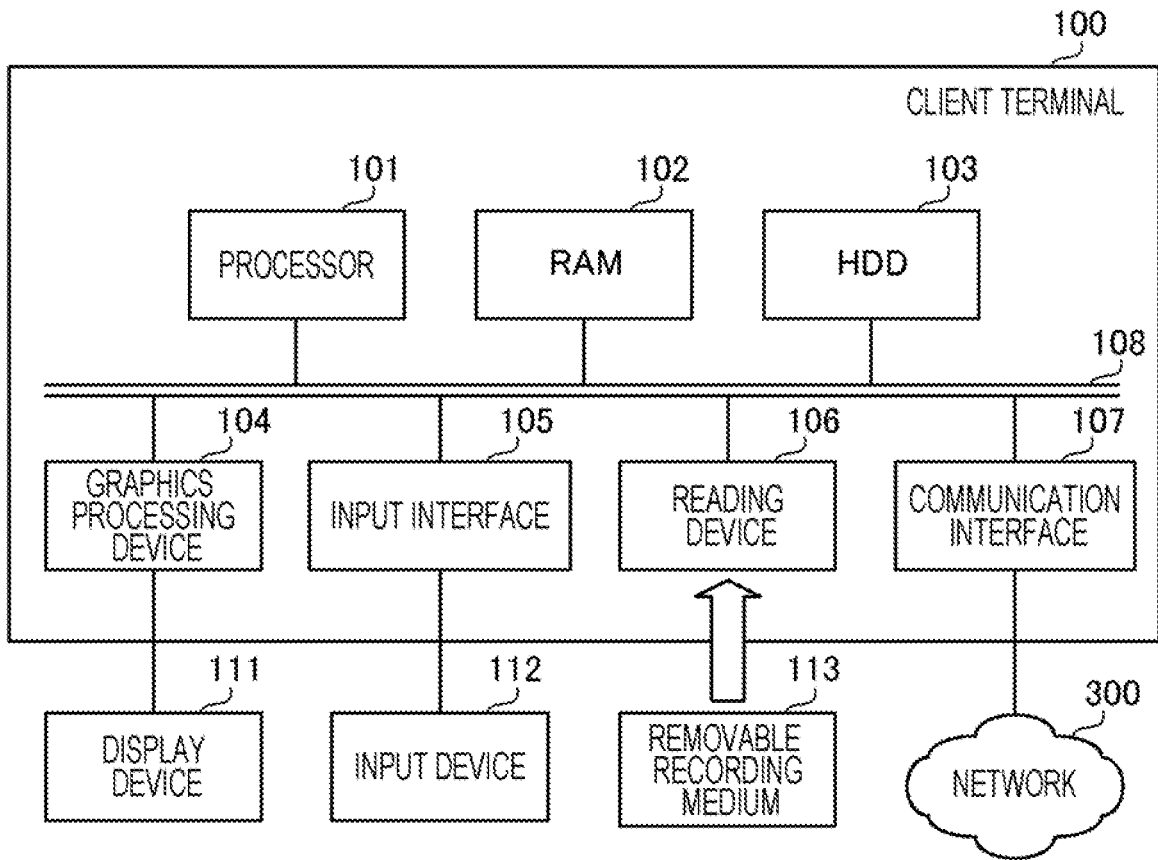 100
CLIENT TERMINAL
101
102
103
PROCESSOR
RAM
HDD
108
104
105
106
107
GRAPHICS
PROCESSING
DEVICE
INPUT INTERFACE
READING
DEVICE
COMMUNICATION
INTERFACE
111
112
113
300
DISPLAY
DEVICE
INPUT DEVICE
REMOVABLE
RECORDING
MEDIUM
NETWORK